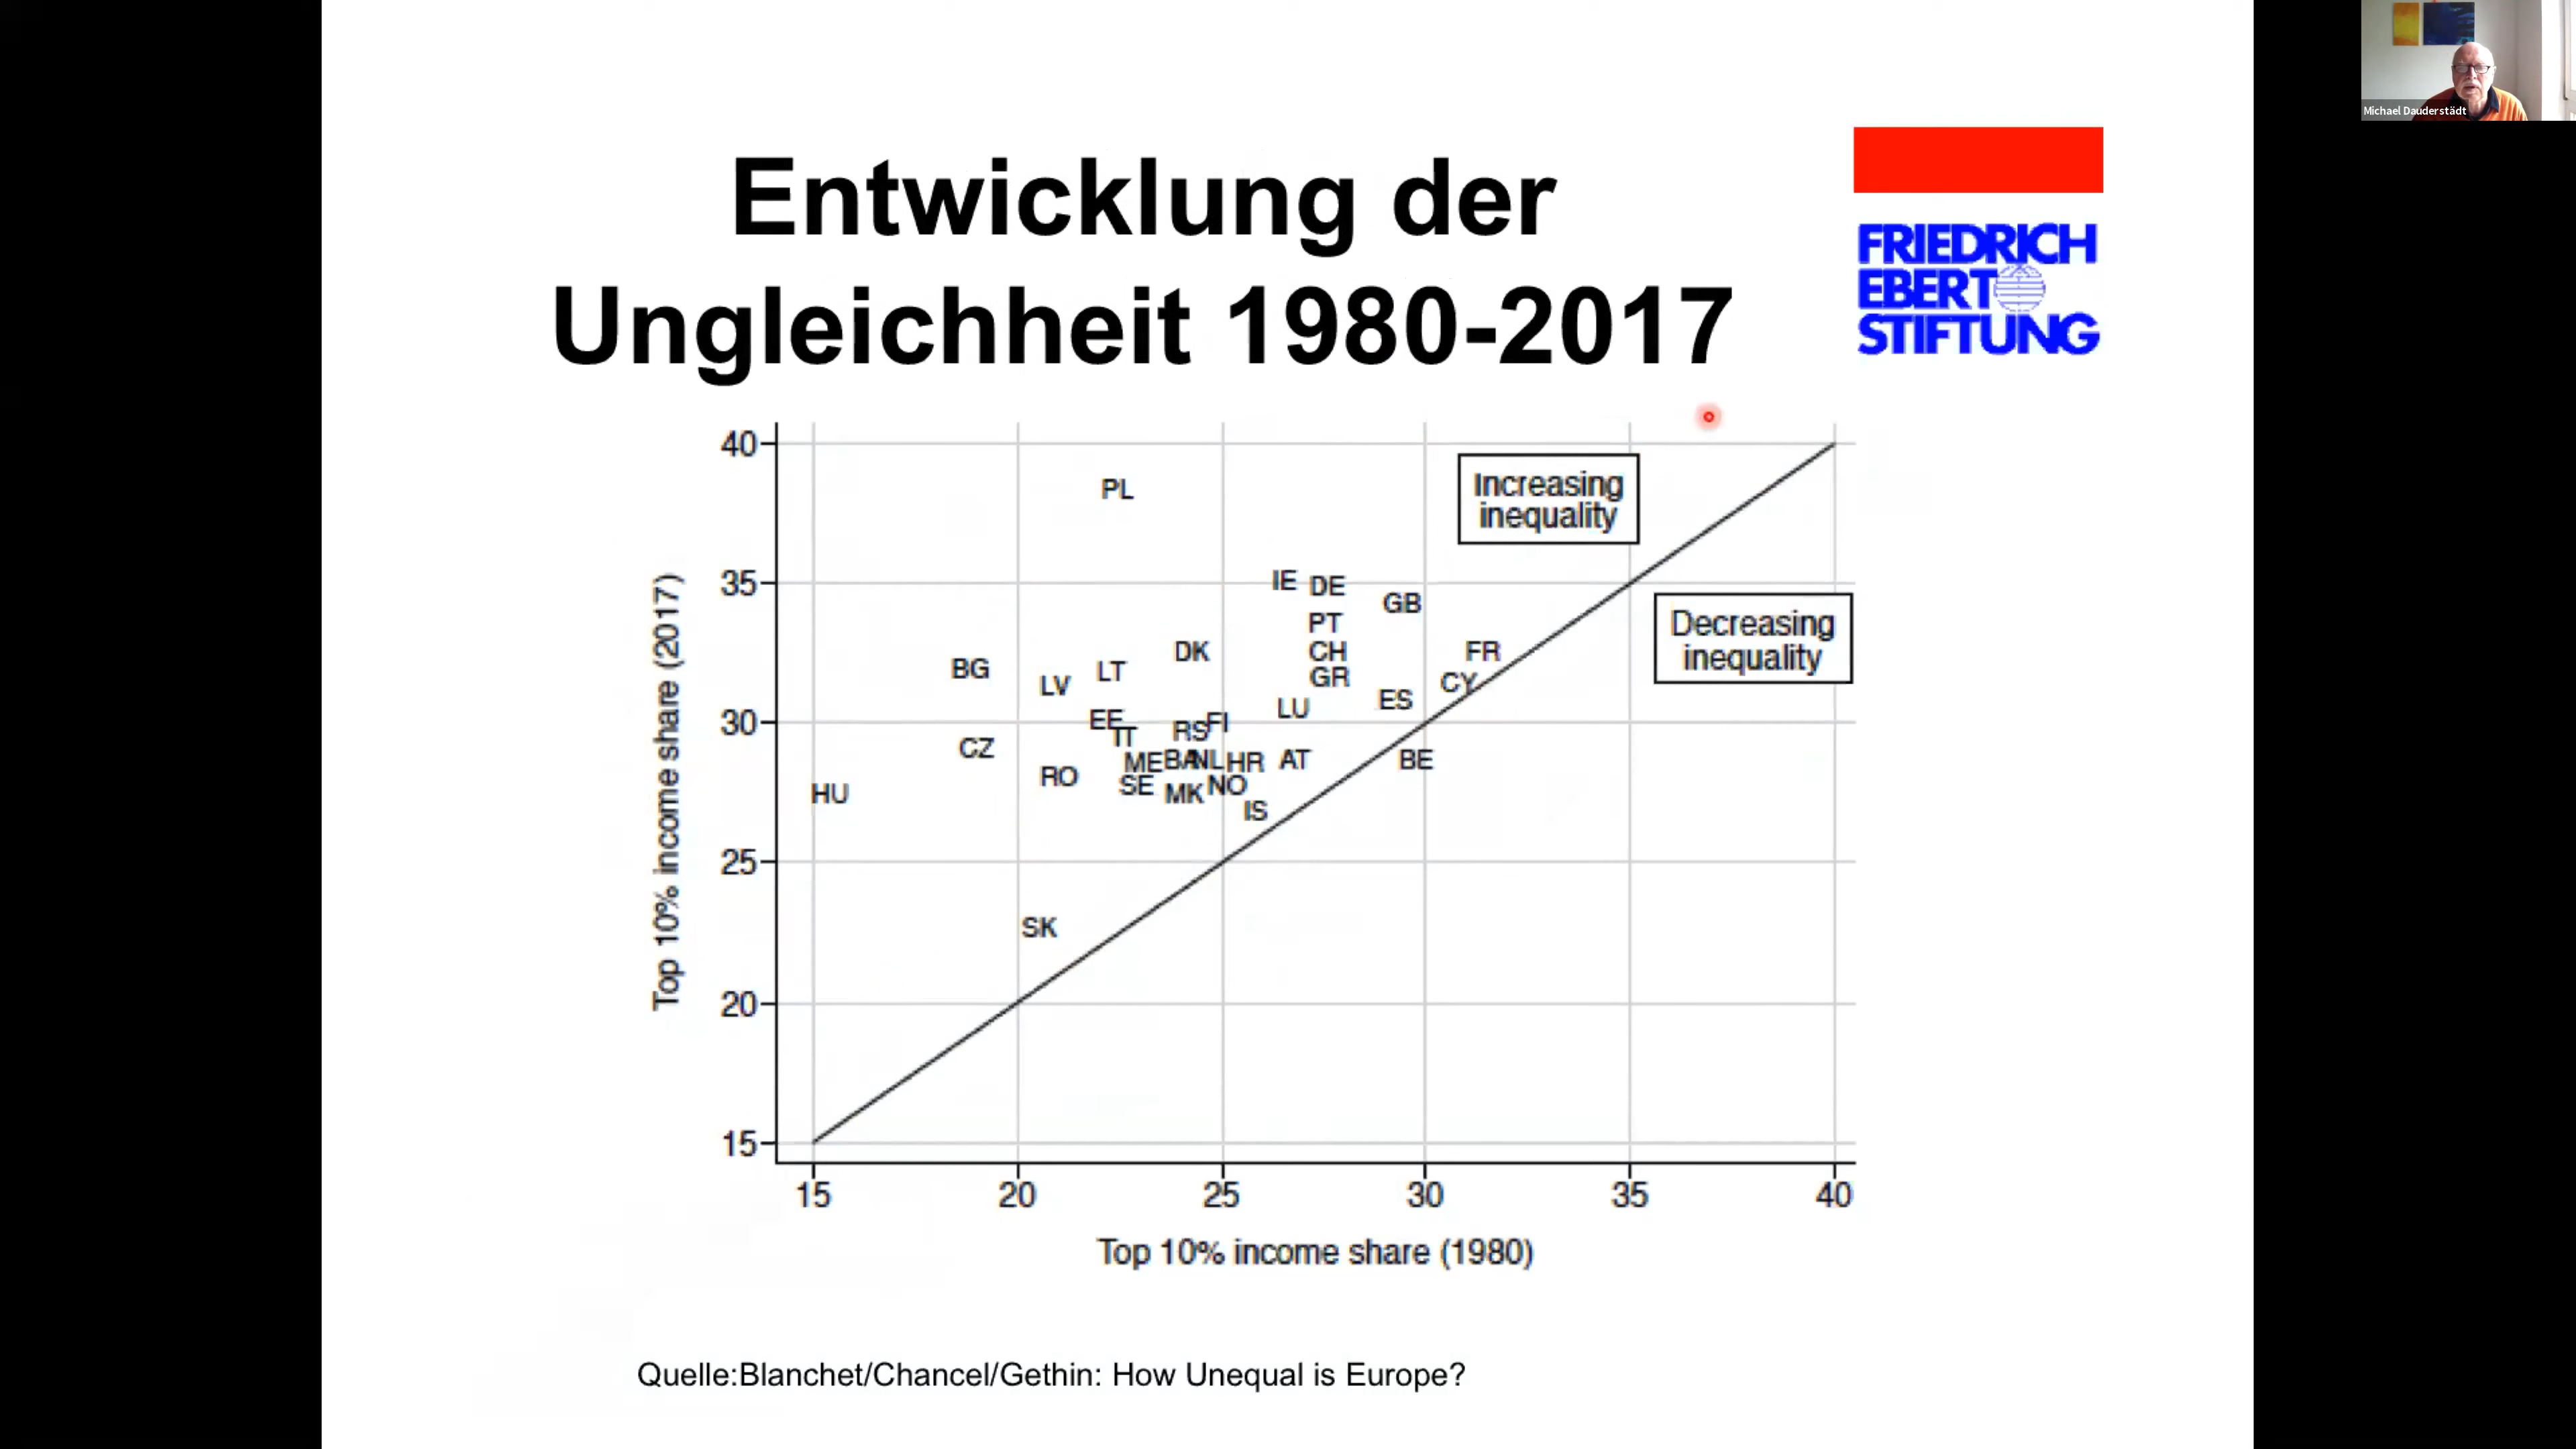 Michael Dauderstädt
Entwicklung der
Ungleichheit 1980-2017
FRIEDRICH
EBERT
STIFTUNG
Top 10% income share (2017)
40
35
30
25
20
15
Increasing
inequality
Decreasing
inequality
PL
IE
DE
GB
PT
DK
CH
FR
BG
LT
GR
LV
CY
ES
LU
EE
FI
RS
IT
CZ
ME
BA
NL
HR
AT
BE
RO
SE
NO
HU
MK
IS
SK
15
20
25
30
35
40
Top 10% income share (1980)
Quelle:Blanchet/Chancel/Gethin: How Unequal is Europe?